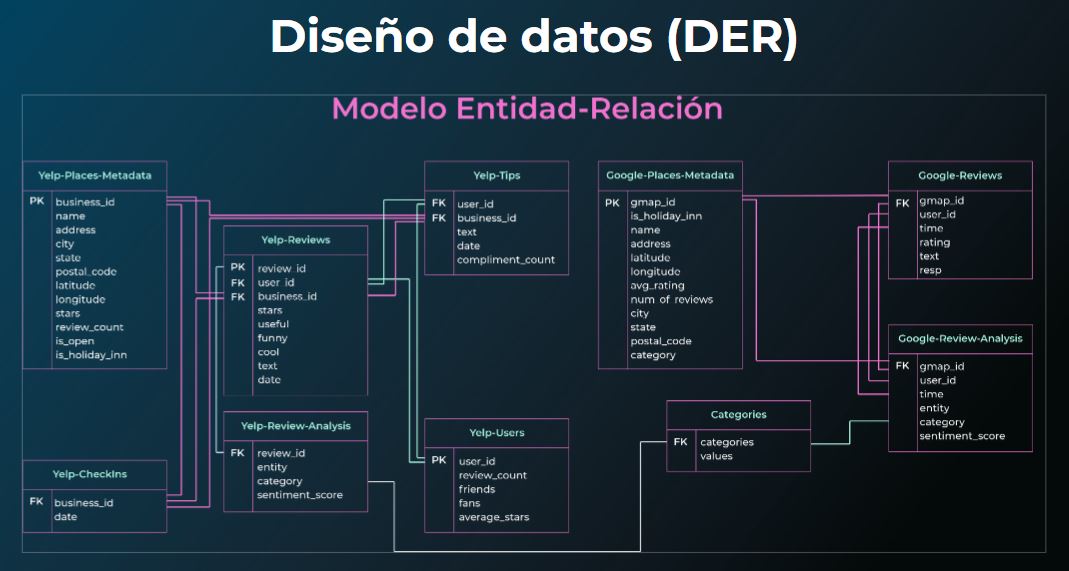 Diseño de datos (DER)
Modelo Entidad-Relación
Yelp-Places-Metadata
PK business_id
name
address
city
state
postal_code
latitude
longitude
stars
review_count
is_open
is_holiday_inn
Yelp-Reviews
PK review_id
FK user_id
FK business_id
stars
useful
funny
cool
text
date
Yelp-Tips
FK user_id
FK business_id
text
date
compliment_count
Google-Places-Metadata
PK gmap_id
is_holiday_inn
name
address
latitude
longitude
avg_rating
num_of_reviews
city
state
postal_code
category
Google-Reviews
FK gmap_id
user_id
time
rating
text
resp
Google-Review-Analysis
FK gmap_id
user_id
time
entity
category
sentiment_score
Yelp-CheckIns
FK business_id
date
Yelp-Review-Analysis
FK review_id
entity
category
sentiment_score
Yelp-Users
PK user_id
review_count
friends
fans
average_stars
Categories
FK categories
values